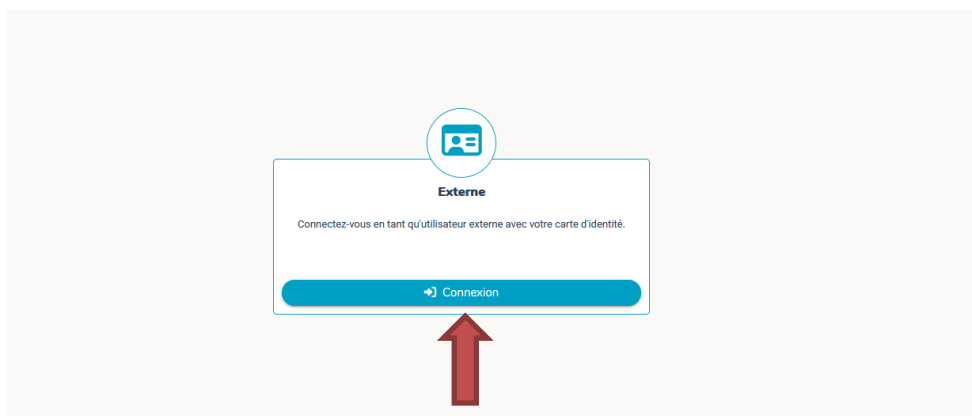 Externe
Connectez-vous en tant qu'utilisateur externe avec votre carte d'identité.
Connexion